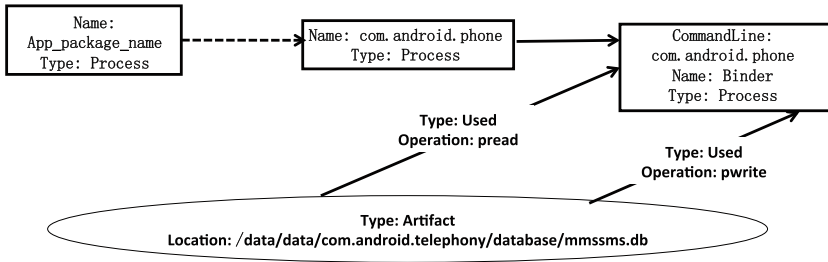 Name:
App_package_name
Type: Process
Name: com.android.phone
Type: Process
CommandLine:
com.android.phone
Name: Binder
Type: Process
Type: Used
Operation: pread
Type: Used
Operation: pwrite
Type: Artifact
Location: /data/data/com.android.telephony/database/mmssms.db